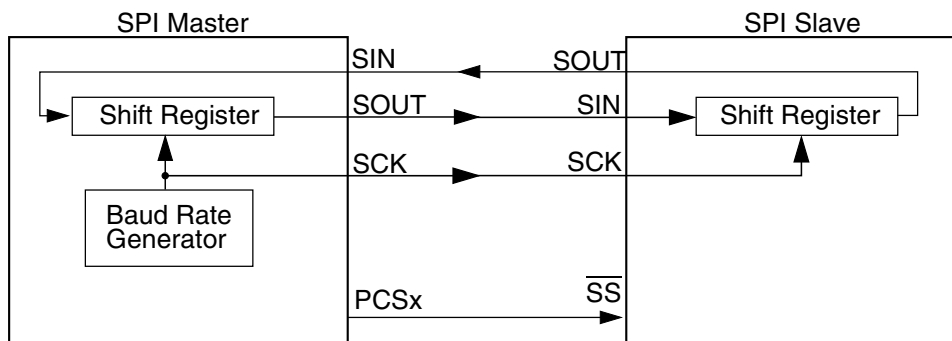 SPI Master
SPI Slave
SIN
SOUT
Shift Register
SOUT
SIN
Shift Register
SCK
SCK
Baud Rate
Generator
PCSx
SS